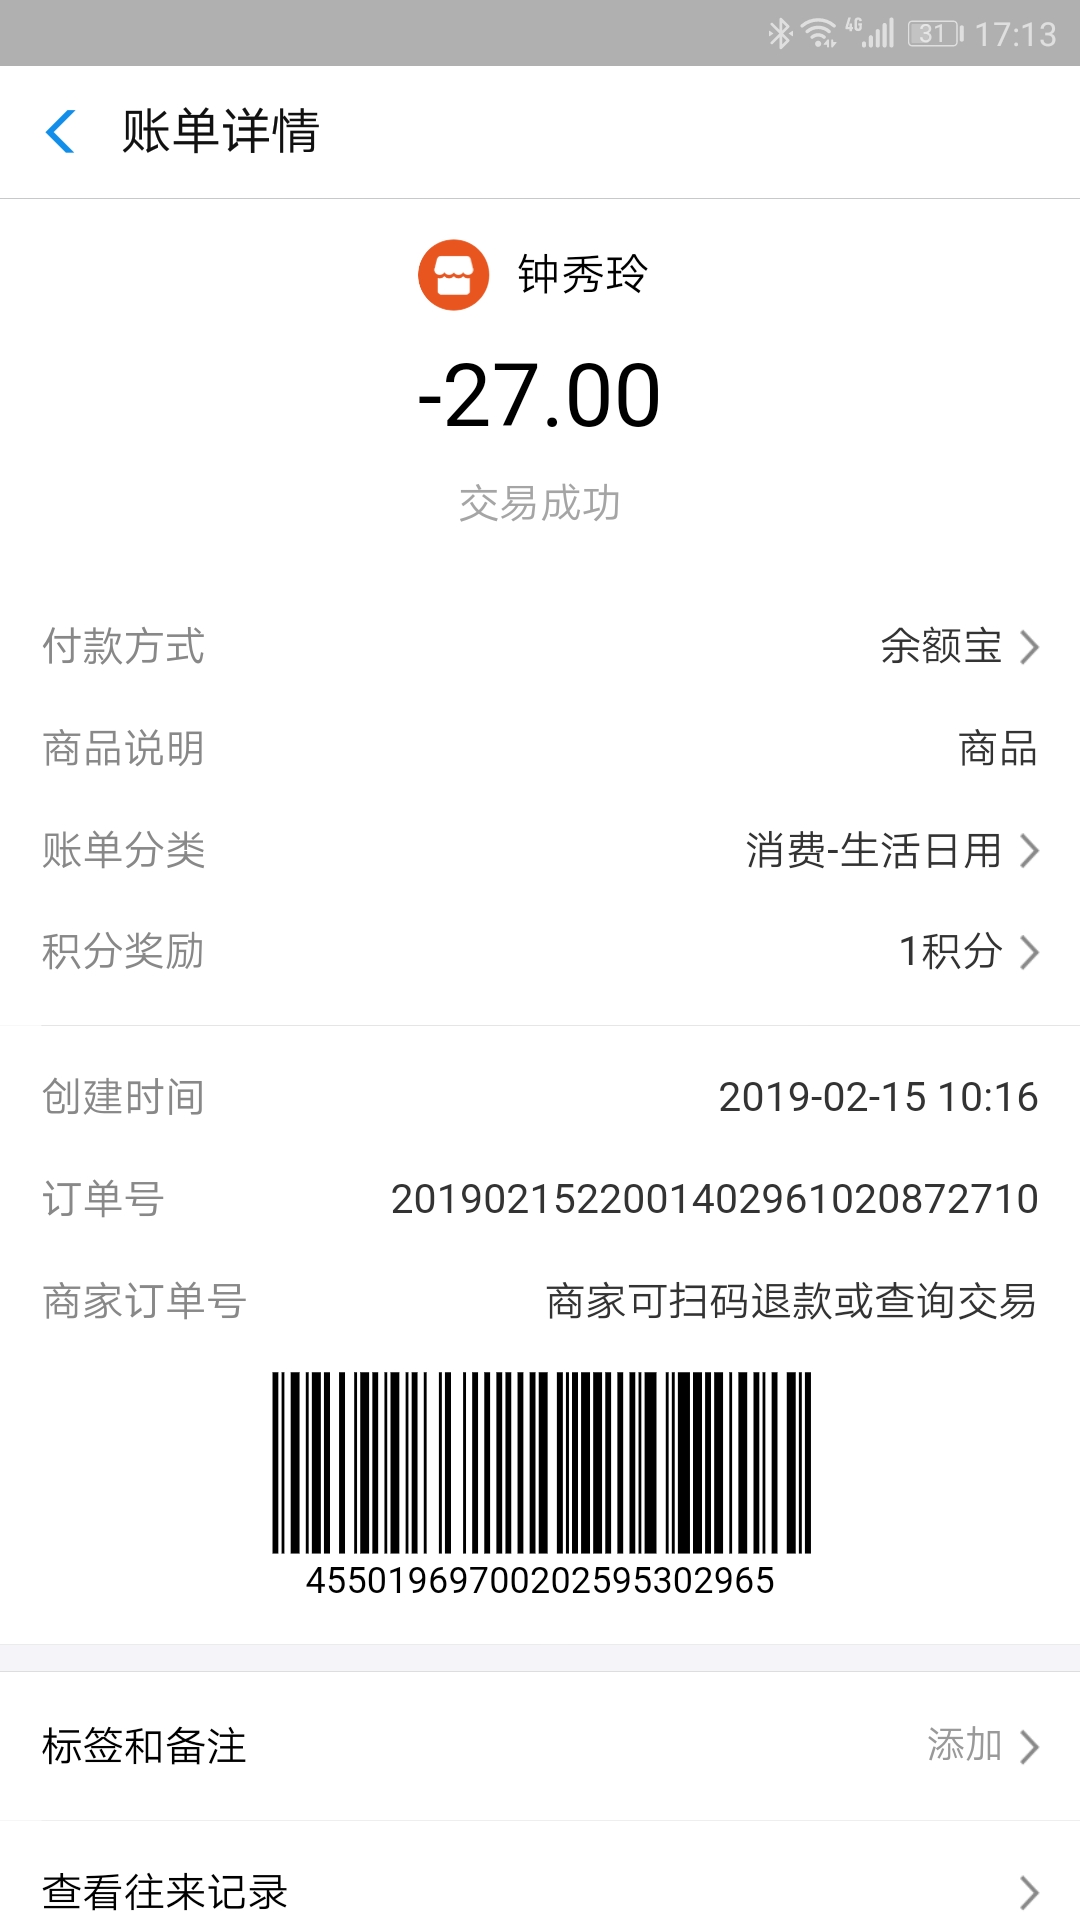 4G 31 17:13
账单详情
钟秀玲
-27.00
交易成功
付款方式 余额宝
商品说明 商品
账单分类 消费-生活日用
积分奖励 1积分
创建时间 2019-02-15 10:16
订单号 2019021522001402961020872710
商家订单号 商家可扫码退款或查询交易
455019697002025953029​65
标签和备注 添加
查看往来记录